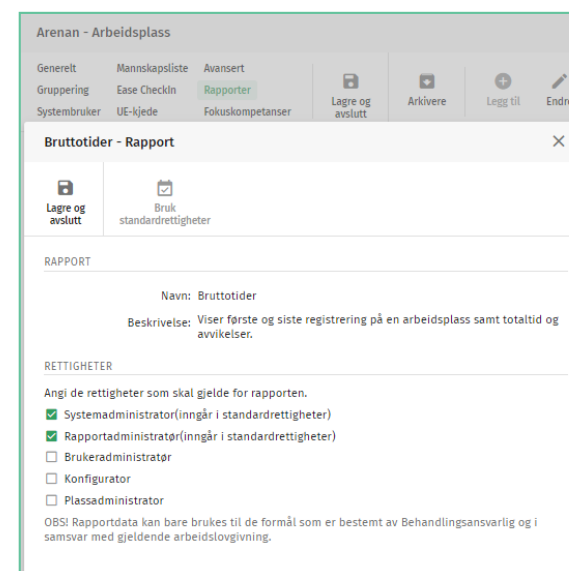 Arenan - Arbeidsplass
Generelt Mannskapsliste Avansert
Gruppering Ease CheckIn Rapporter
Systembruker UE-kjede Fokuskompetanser
Lagre og avslutt
Arkivere
Legg til
Endre
Bruttotider - Rapport
Lagre og avslutt
Bruk standardrettigheter
RAPPORT
Navn: Bruttotider
Beskrivelse: Viser første og siste registrering på en arbeidsplass samt totaltid og
avvikelser.
RETTIGHETER
Angi de rettigheter som skal gjelde for rapporten.
Systemadministrator(inngår i standardrettigheter)
Rapportadministratør(inngår i standardrettigheter)
Brukeradministratør
Konfigurator
Plassadministrator
OBS! Rapportdata kan bare brukes til de formål som er bestemt av Behandlingsansvarlig og i
samsvar med gjeldende arbeidslovgivning.